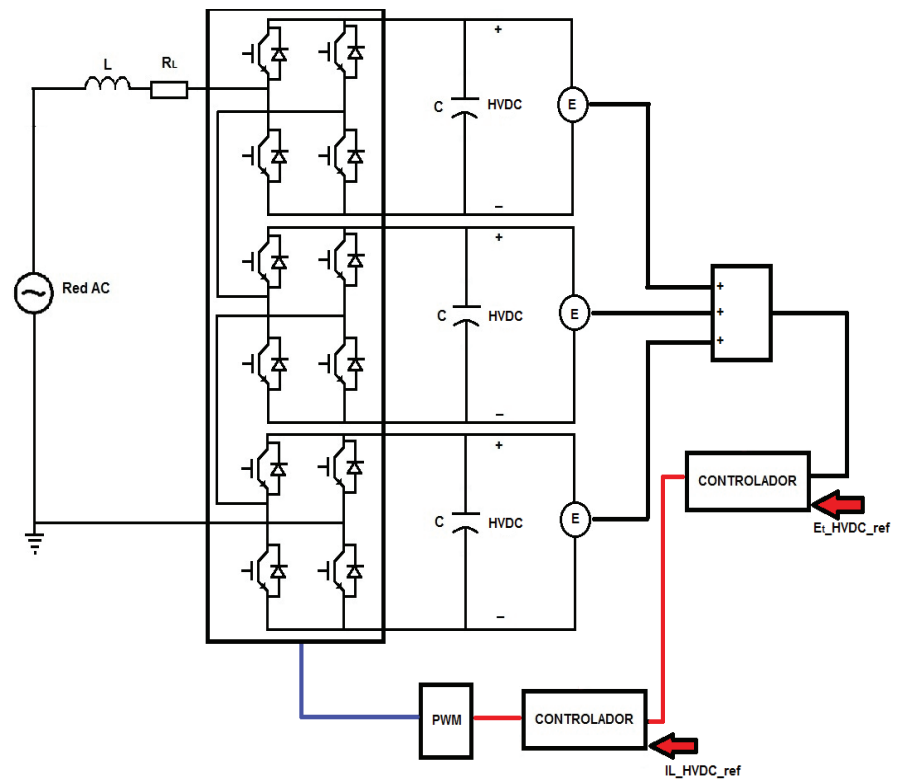 L
RL
Red AC
+
C
HVDC
E
−
+
C
HVDC
E
−
+
C
HVDC
E
−
+
+
+
CONTROLADOR
Et_HVDC_ref
PWM
CONTROLADOR
IL_HVDC_ref